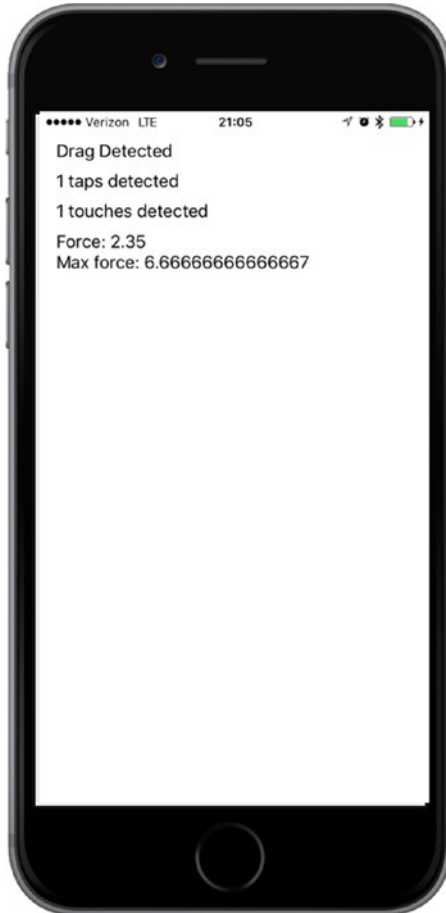 Verizon LTE 21:05
Drag Detected
1 taps detected
1 touches detected
Force: 2.35
Max force: 6.66666666666667